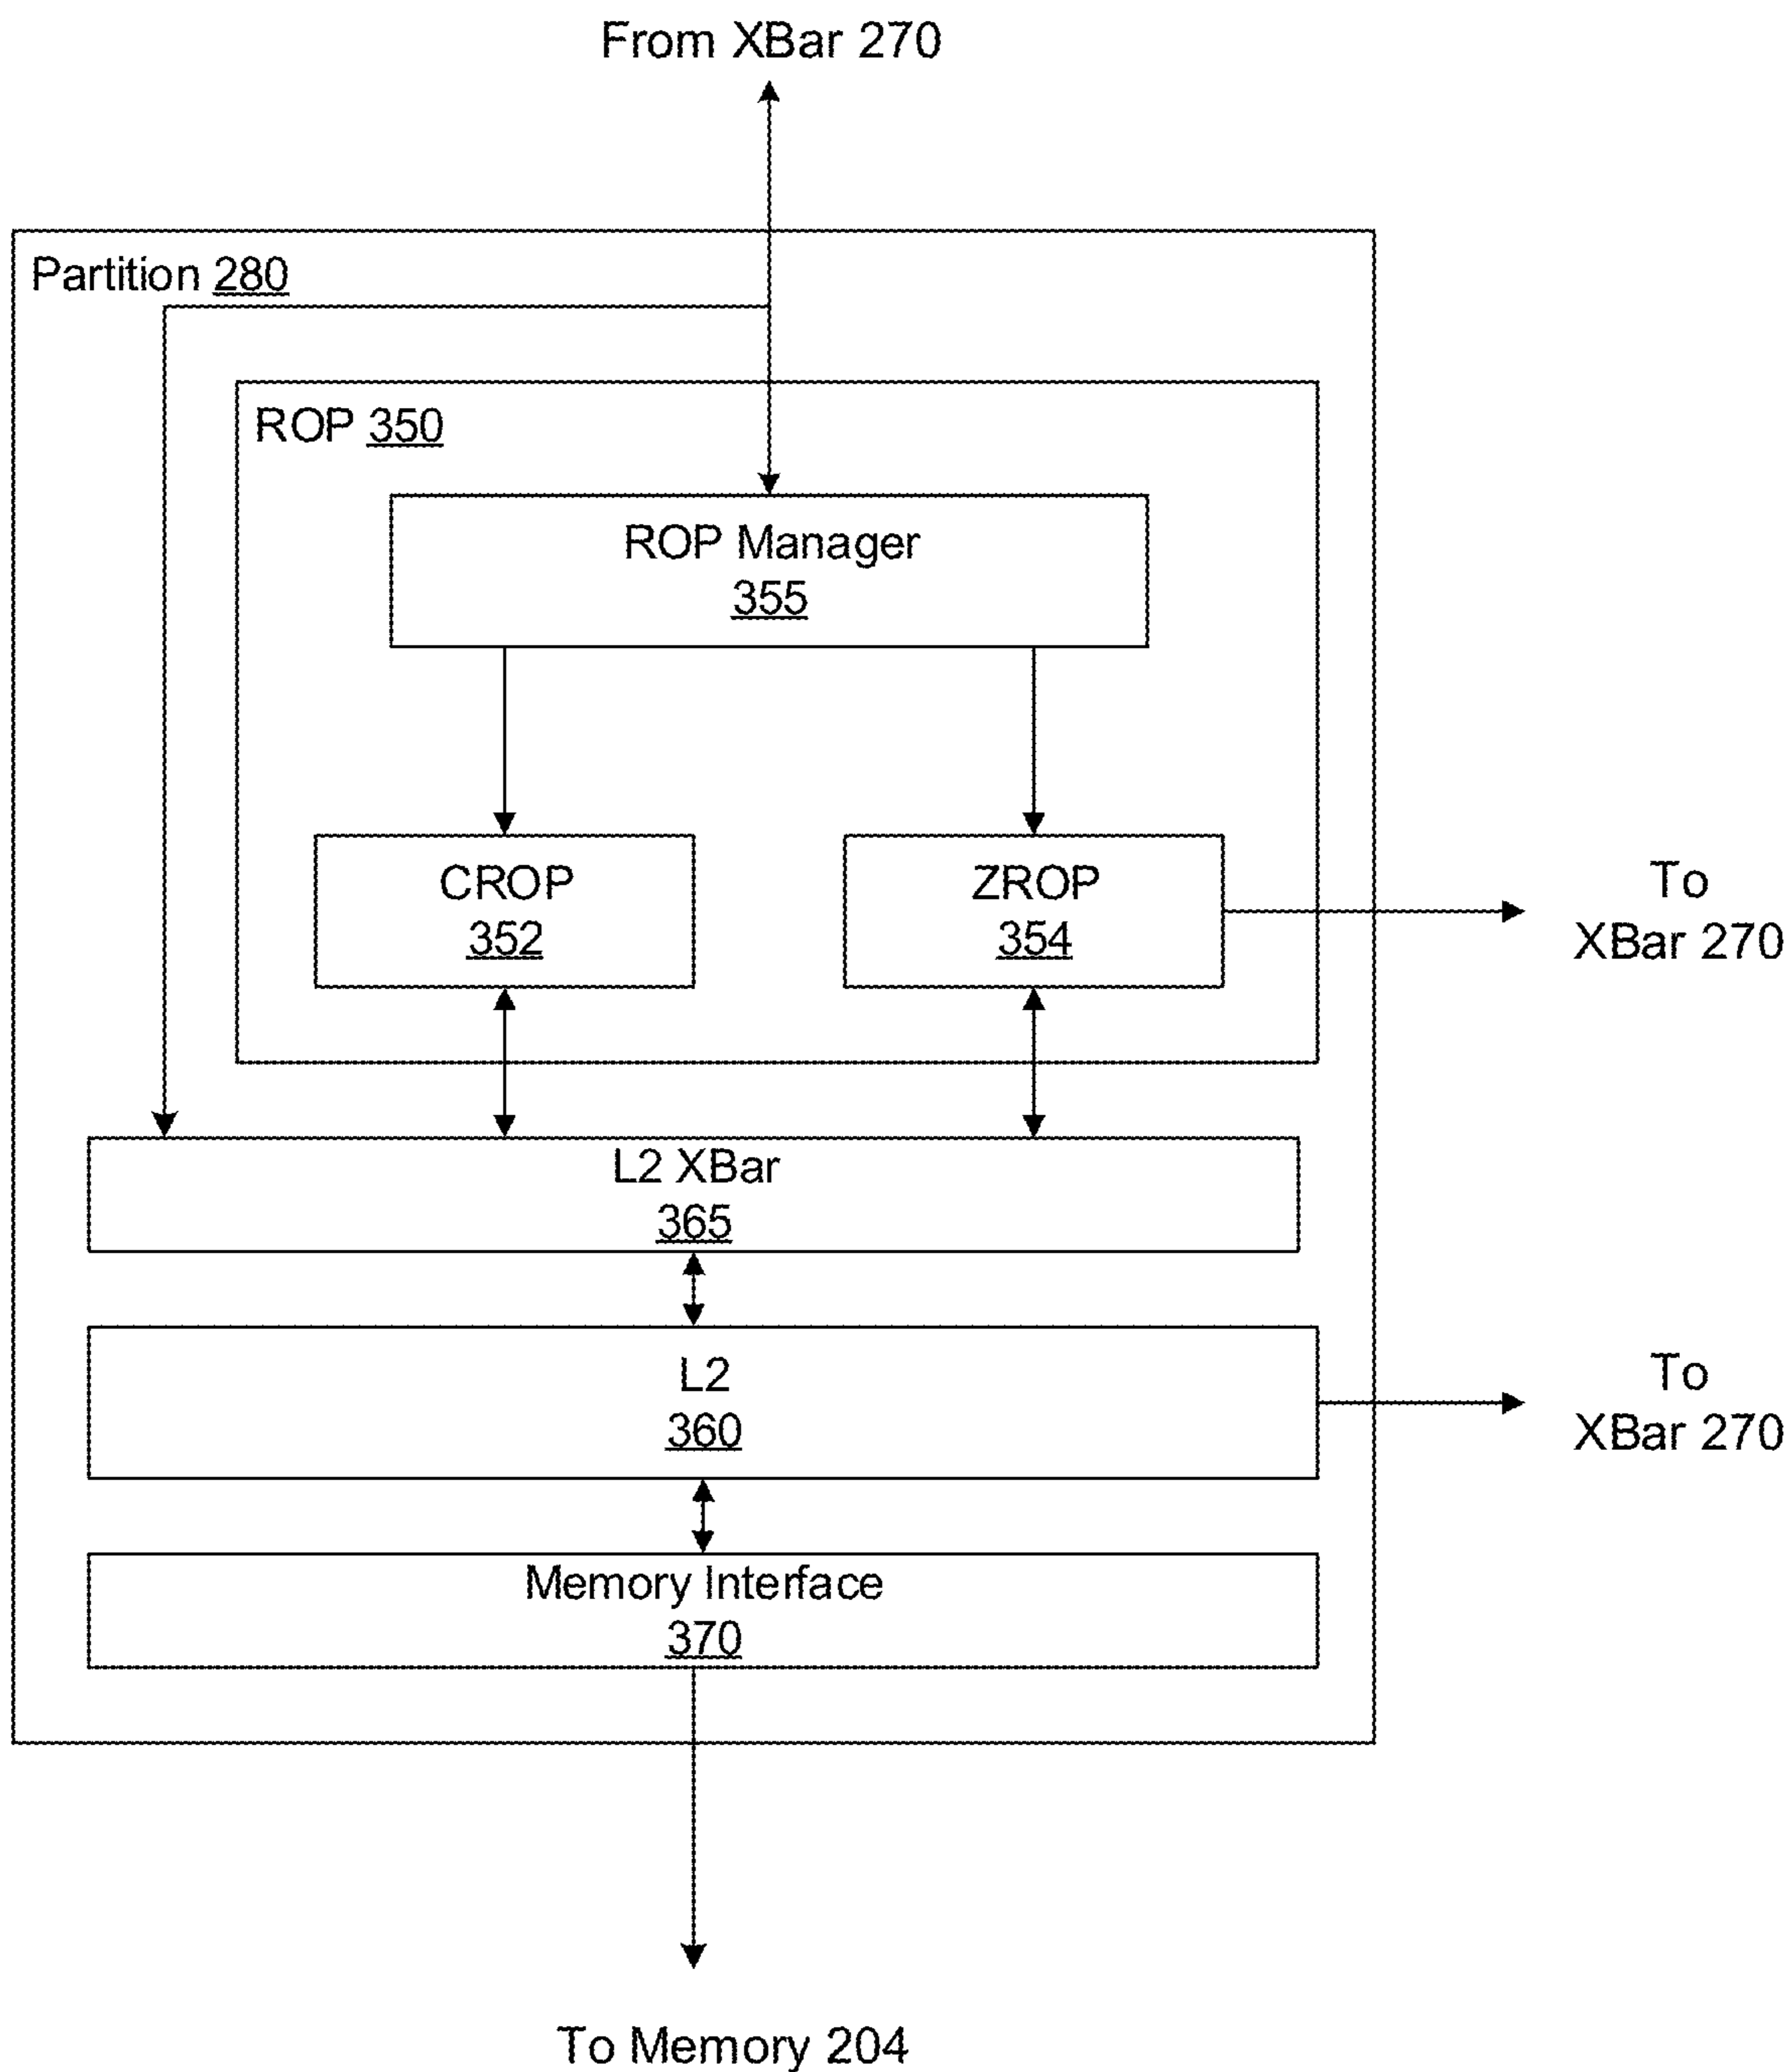 From XBar 270
Partition 280
ROP 350
ROP Manager
355
CROP
352
ZROP
354
To
XBar 270
L2 XBar
365
L2
360
To
XBar 270
Memory Interface
370
To Memory 204